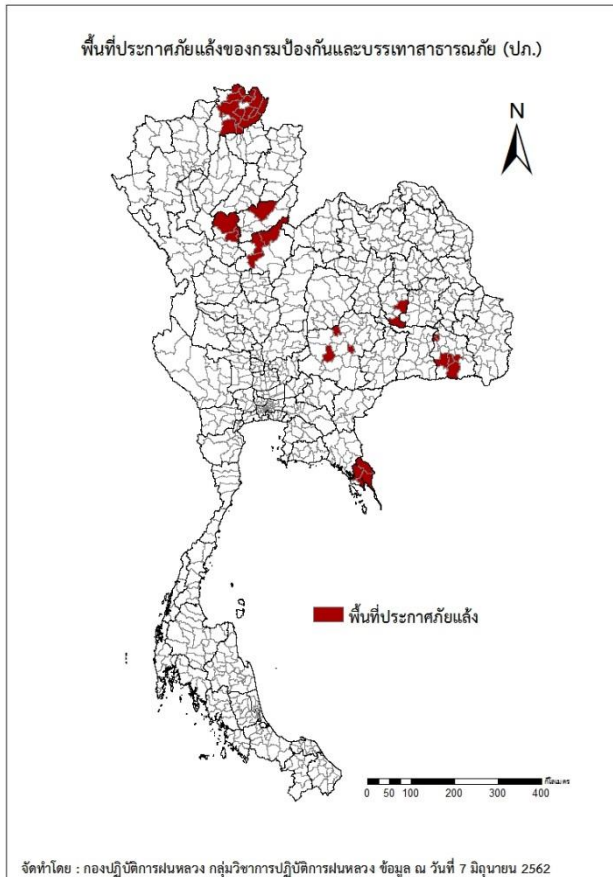 พื้นที่ประกาศภัยแล้งของกรมป้องกันและบรรเทาสาธารณภัย (ปภ.)
N
พื้นที่ประกาศภัยแล้ง
กิโลเมตร
0 50 100 200 300 400
จัดทำโดย : กองปฏิบัติการฝนหลวง กลุ่มวิชาการปฏิบัติการฝนหลวง ข้อมูล ณ วันที่ 7 มิถุนายน 2562